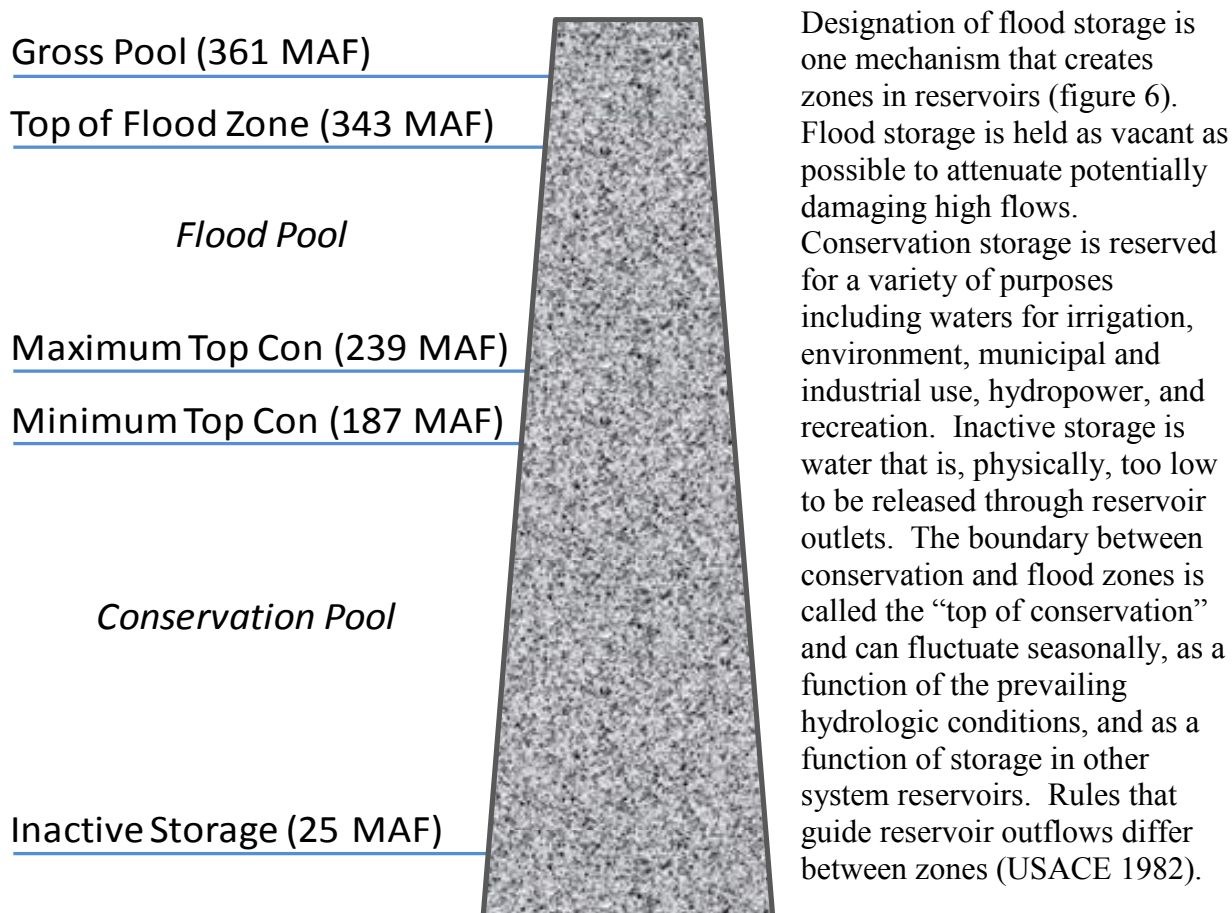 Gross Pool (361 MAF)
Top of Flood Zone (343 MAF)
Flood Pool
Maximum Top Con (239 MAF)
Minimum Top Con (187 MAF)
Conservation Pool
Inactive Storage (25 MAF)
Designation of flood storage is
one mechanism that creates
zones in reservoirs (figure 6).
Flood storage is held as vacant as
possible to attenuate potentially
damaging high flows.
Conservation storage is reserved
for a variety of purposes
including waters for irrigation,
environment, municipal and
industrial use, hydropower, and
recreation.  Inactive storage is
water that is, physically, too low
to be released through reservoir
outlets.  The boundary between
conservation and flood zones is
called the “top of conservation”
and can fluctuate seasonally, as a
function of the prevailing
hydrologic conditions, and as a
function of storage in other
system reservoirs.  Rules that
guide reservoir outflows differ
between zones (USACE 1982).